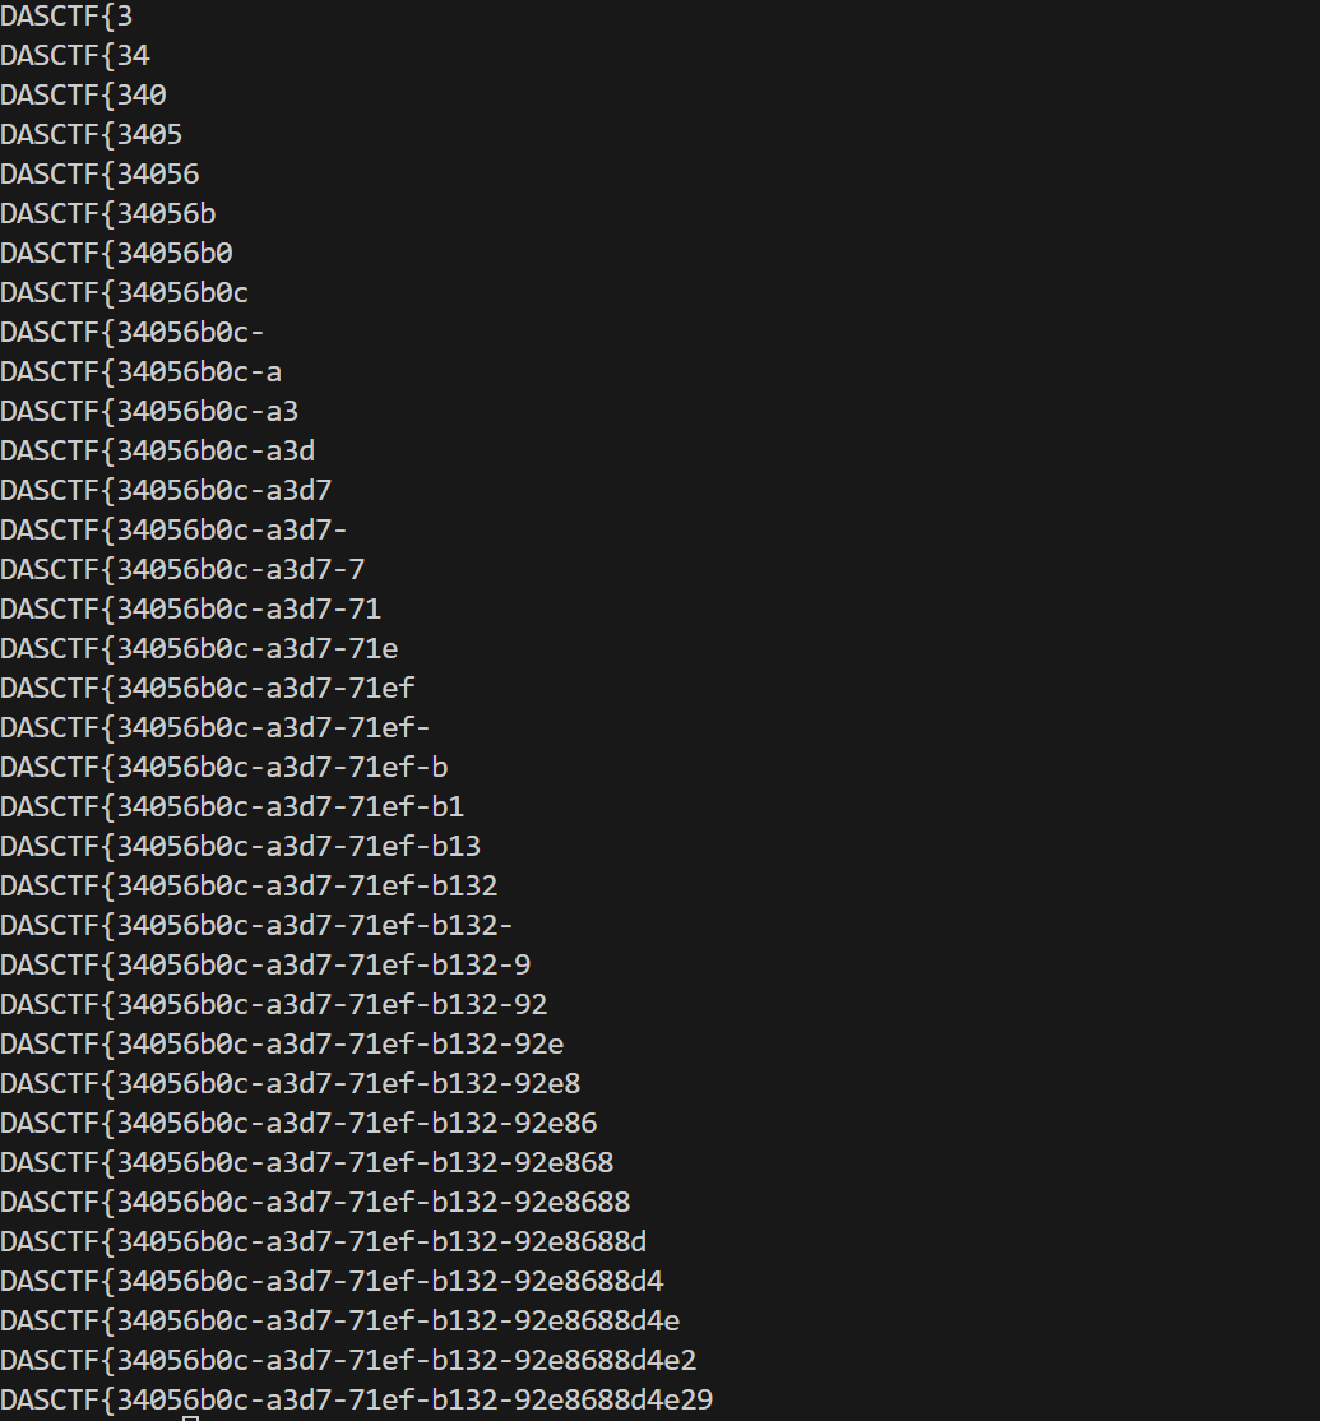 DASCTF{3
DASCTF{34
DASCTF{340
DASCTF{3405
DASCTF{34056
DASCTF{34056b
DASCTF{34056b0
DASCTF{34056b0c
DASCTF{34056b0c-
DASCTF{34056b0c-a
DASCTF{34056b0c-a3
DASCTF{34056b0c-a3d
DASCTF{34056b0c-a3d7
DASCTF{34056b0c-a3d7-
DASCTF{34056b0c-a3d7-7
DASCTF{34056b0c-a3d7-71
DASCTF{34056b0c-a3d7-71e
DASCTF{34056b0c-a3d7-71ef
DASCTF{34056b0c-a3d7-71ef-
DASCTF{34056b0c-a3d7-71ef-b
DASCTF{34056b0c-a3d7-71ef-b1
DASCTF{34056b0c-a3d7-71ef-b13
DASCTF{34056b0c-a3d7-71ef-b132
DASCTF{34056b0c-a3d7-71ef-b132-
DASCTF{34056b0c-a3d7-71ef-b132-9
DASCTF{34056b0c-a3d7-71ef-b132-92
DASCTF{34056b0c-a3d7-71ef-b132-92e
DASCTF{34056b0c-a3d7-71ef-b132-92e8
DASCTF{34056b0c-a3d7-71ef-b132-92e86
DASCTF{34056b0c-a3d7-71ef-b132-92e868
DASCTF{34056b0c-a3d7-71ef-b132-92e8688
DASCTF{34056b0c-a3d7-71ef-b132-92e8688d
DASCTF{34056b0c-a3d7-71ef-b132-92e8688d4
DASCTF{34056b0c-a3d7-71ef-b132-92e8688d4e
DASCTF{34056b0c-a3d7-71ef-b132-92e8688d4e2
DASCTF{34056b0c-a3d7-71ef-b132-92e8688d4e29